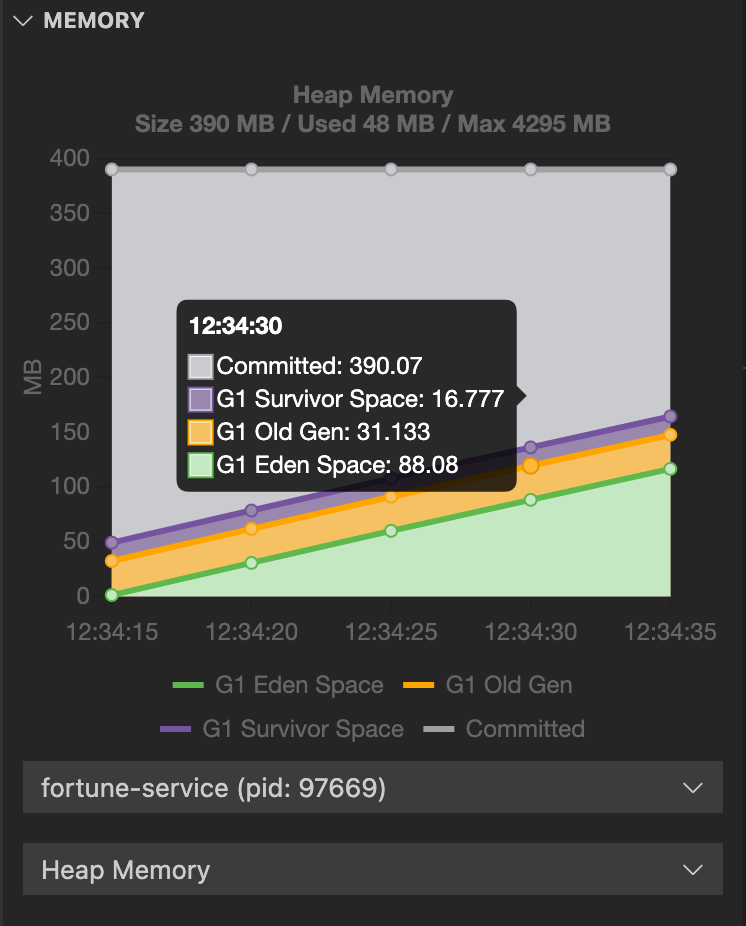 MEMORY
Heap Memory
Size 390 MB / Used 48 MB / Max 4295 MB
400
350
300
250
200
150
100
50
0
MB
12:34:30
Committed: 390.07
G1 Survivor Space: 16.777
G1 Old Gen: 31.133
G1 Eden Space: 88.08
12:34:15 12:34:20 12:34:25 12:34:30 12:34:35
G1 Eden Space G1 Old Gen
G1 Survivor Space Committed
fortune-service (pid: 97669)
Heap Memory